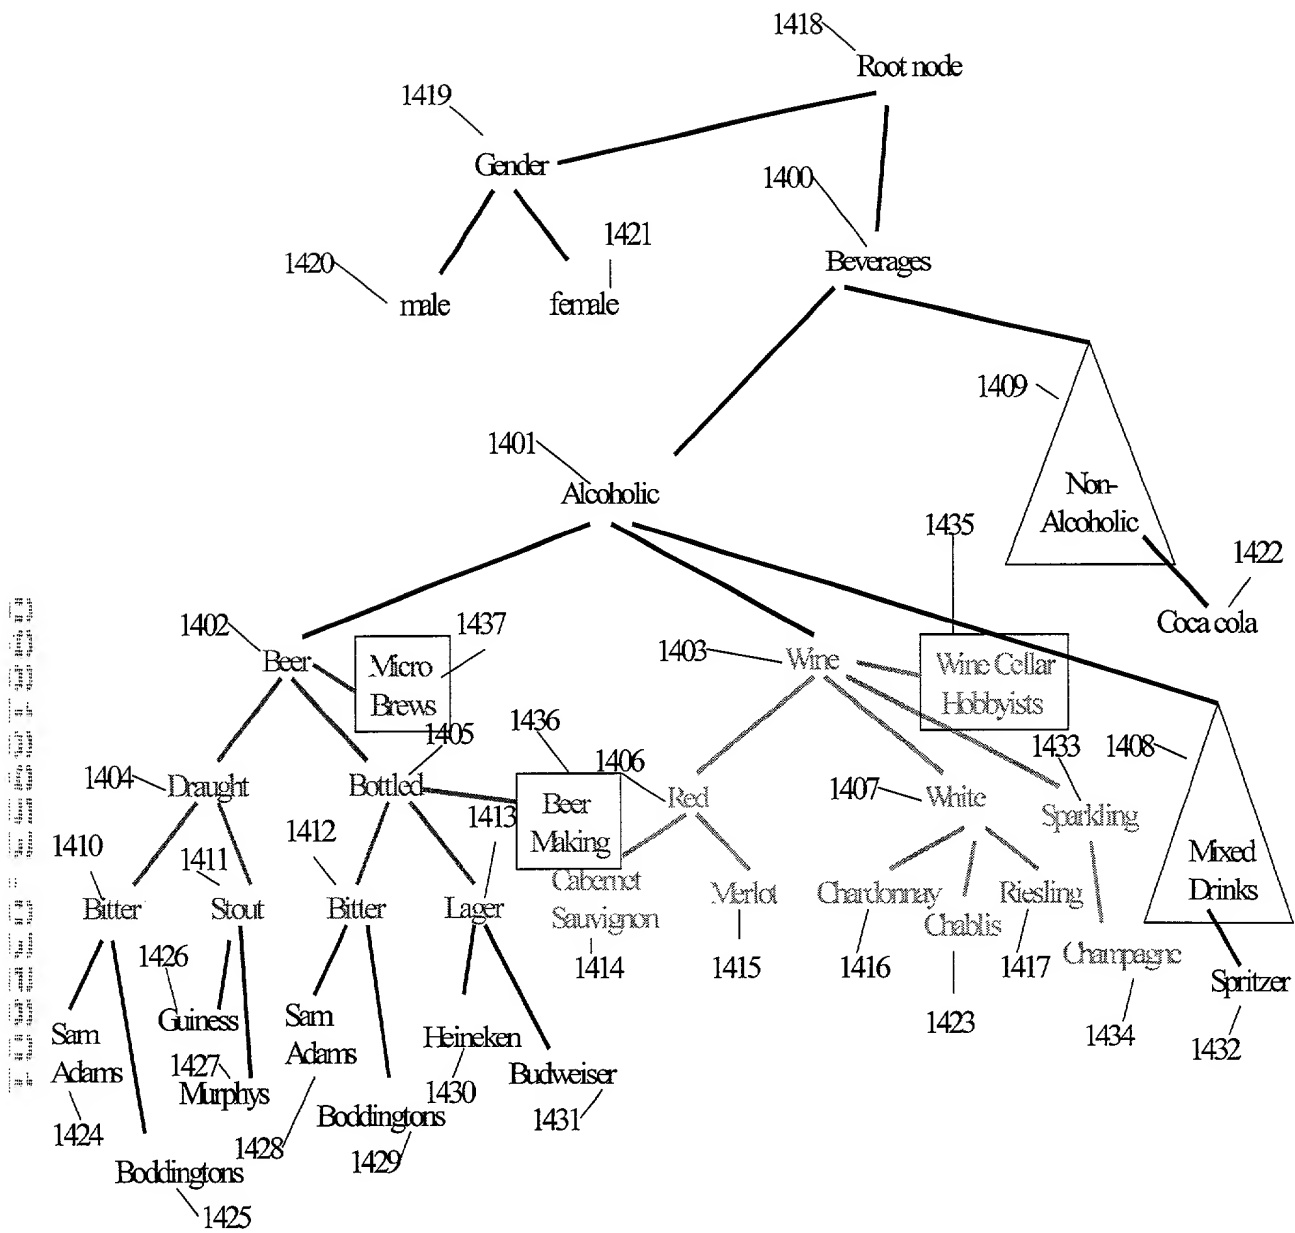 1418
Root node
1419
Gender
1400
1421
1420
Beverages
male
female
1409
1401
Alcoholic
Non-
Alcoholic
1435
1422
Coca cola
1402
1437
Beer
Micro
Brews
1403
Wine
Wine Cellar
Hobbyists
1436
1405
1433
1408
1404
Draught
Bottled
1406
Red
1407
White
Sparkling
Beer
Making
1413
1412
1410
1411
Mixed
Drinks
Bitter
Stout
Bitter
Lager
Cabernet
Sauvignon
Merlot
Chardonnay
Riesling
Chablis
1426
1414
1415
1416
1417
Champagne
Spritzer
Guiness
Sam
Adams
Heineken
1423
1434
1432
Sam
Adams
1427
Murphys
1430
Budweiser
1431
1424
1428
Boddingtons
1429
Boddingtons
1425